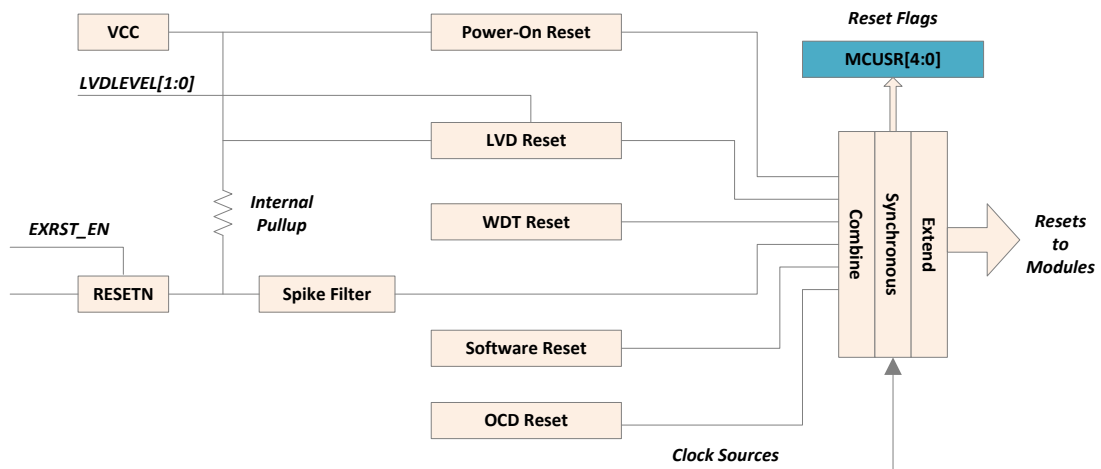 Reset Flags
VCC
Power-On Reset
MCUSR[4:0]
LVDLEVEL[1:0]
LVD Reset
Internal
Pullup
WDT Reset
EXRST_EN
RESETN
Spike Filter
Software Reset
OCD Reset
Combine
Synchronous
Extend
Resets
to
Modules
Clock Sources